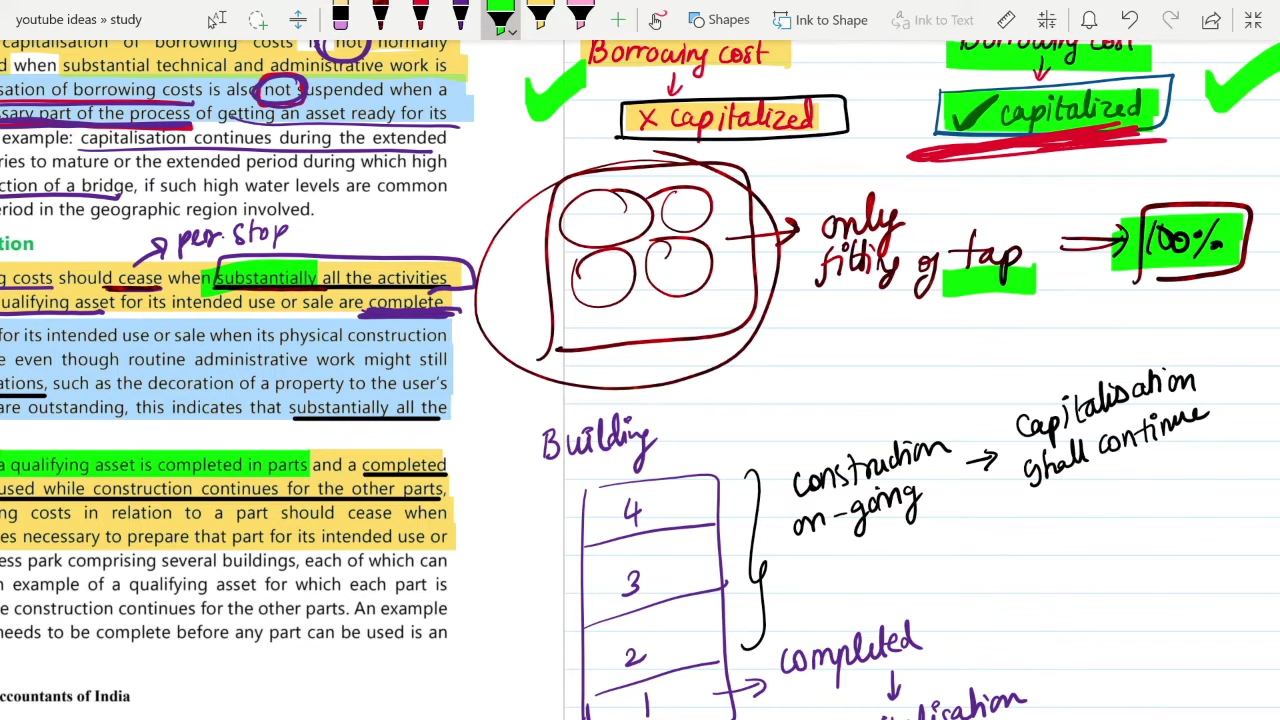 youtube ideas » study
Shapes
Ink to Shape
Ink to Text
capitalisation of borrowing costs is not normally
d when substantial technical and administrative work is
sation of borrowing costs is also not suspended when a
ssary part of the process of getting an asset ready for its
example: capitalisation continues during the extended
ries to mature or the extended period during which high
ction of a bridge, if such high water levels are common
eriod in the geographic region involved.
tion
per. stop
g costs should cease when substantially all the activities
qualifying asset for its intended use or sale are complete.
for its intended use or sale when its physical construction
e even though routine administrative work might still
ations, such as the decoration of a property to the user's
are outstanding, this indicates that substantially all the
a qualifying asset is completed in parts and a completed
used while construction continues for the other parts,
ng costs in relation to a part should cease when
es necessary to prepare that part for its intended use or
ess park comprising several buildings, each of which can
n example of a qualifying asset for which each part is
e construction continues for the other parts. An example
needs to be complete before any part can be used is an
ccountants of India
Borrowing cost
x capitalized
Borrowing cost
✓ capitalized
only
fitting of tap
100%
Building
4
3
2
1
construction
on-going
Capitalisation
shall continue
completed
talisation